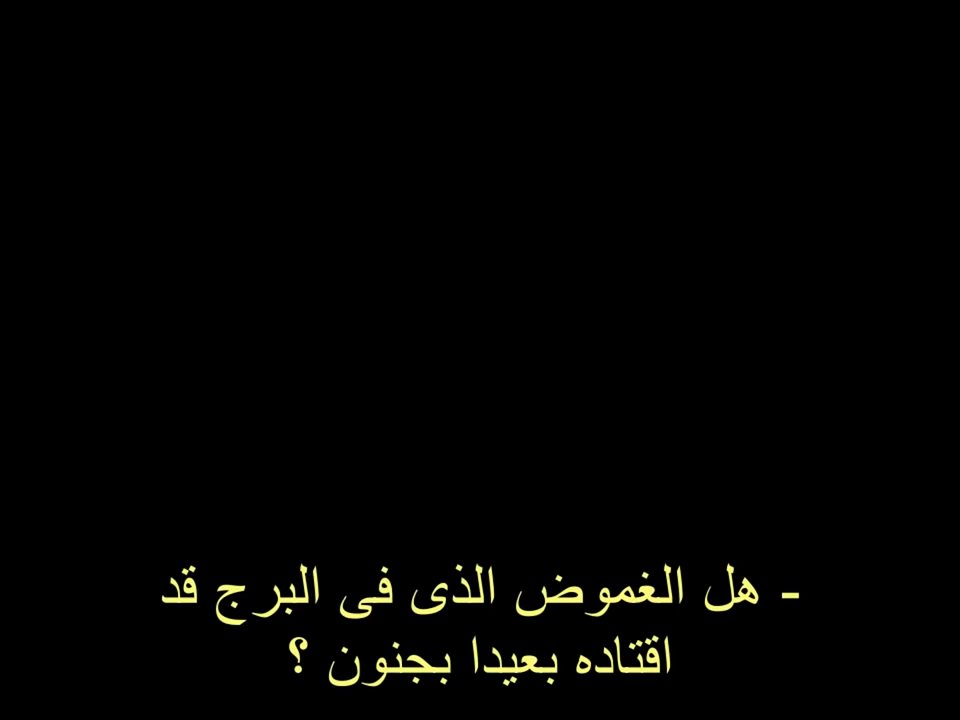 - هل الغموض الذى فى البرج قد
اقتاده بعيدا بجنون ؟